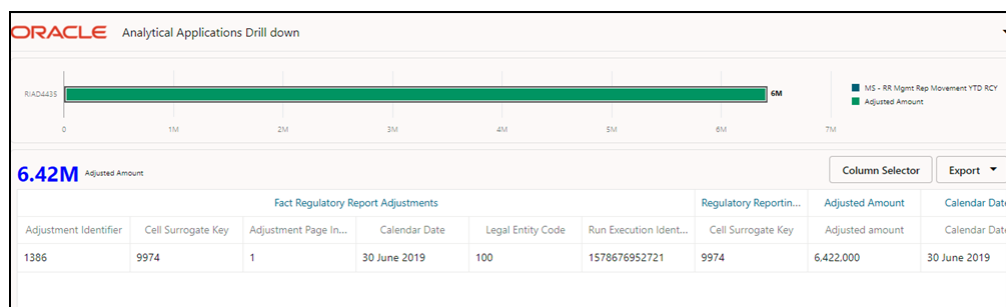 ORACLE Analytical Applications Drill down
RIAD4435 6M
MS - RR Mgmt Rep Movement YTD RCY
Adjusted Amount
0 1M 2M 3M 4M 5M 6M 7M
6.42M Adjusted Amount Column Selector Export
Fact Regulatory Report Adjustments Regulatory Reportin... Adjusted Amount Calendar Date
Adjustment Identifier Cell Surrogate Key Adjustment Page In... Calendar Date Legal Entity Code Run Execution Ident... Cell Surrogate Key Adjusted amount Calendar Date
1386 9974 1 30 June 2019 100 1578676952721 9974 6,422,000 30 June 2019